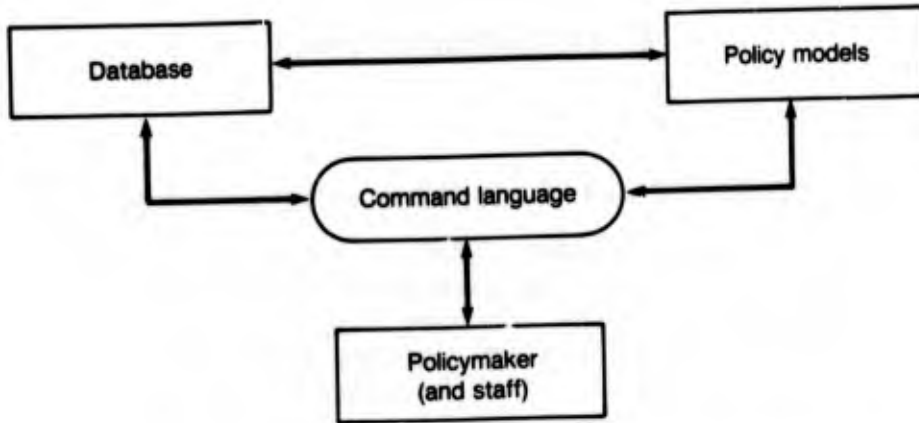 Database
Policy models
Command language
Policymaker
(and staff)